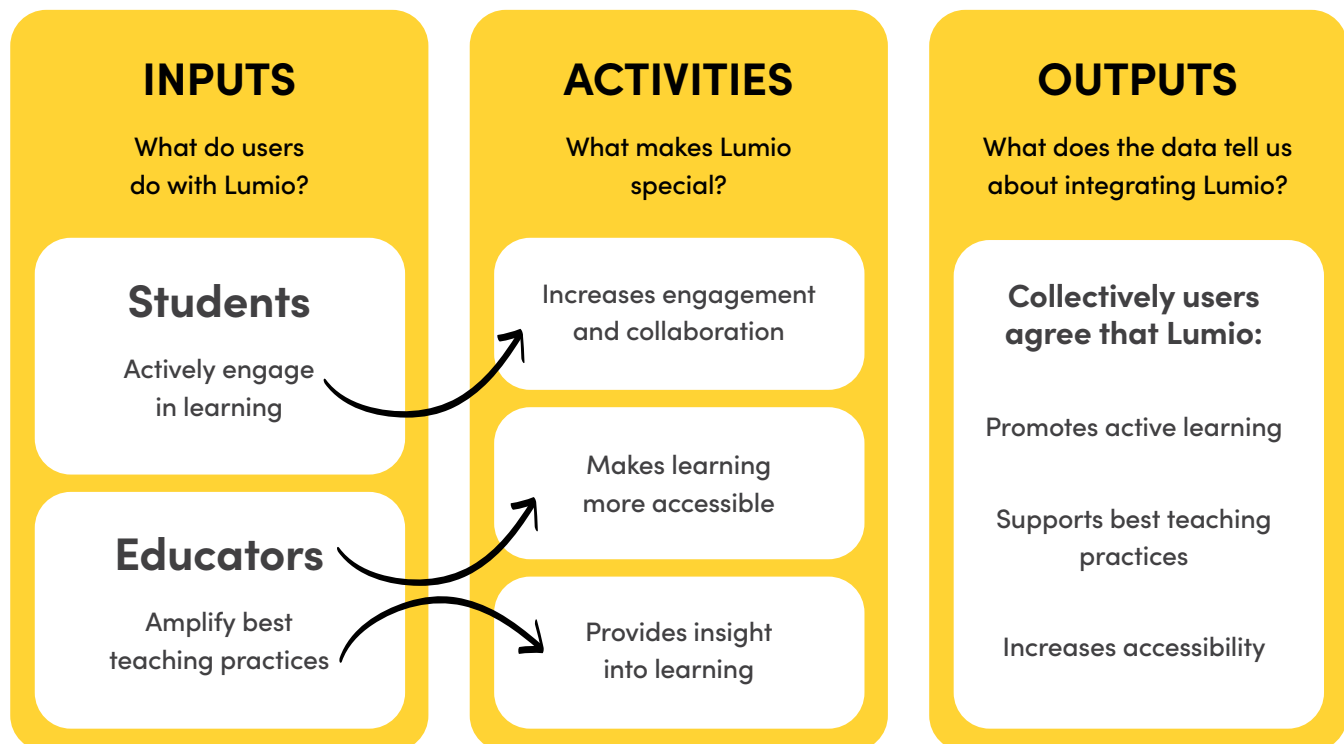 INPUTS
What do users
do with Lumio?
Students
Actively engage
in learning
Educators
Amplify best
teaching practices
ACTIVITIES
What makes Lumio
special?
Increases engagement
and collaboration
Makes learning
more accessible
Provides insight
into learning
OUTPUTS
What does the data tell us
about integrating Lumio?
Collectively users
agree that Lumio:
Promotes active learning
Supports best teaching
practices
Increases accessibility